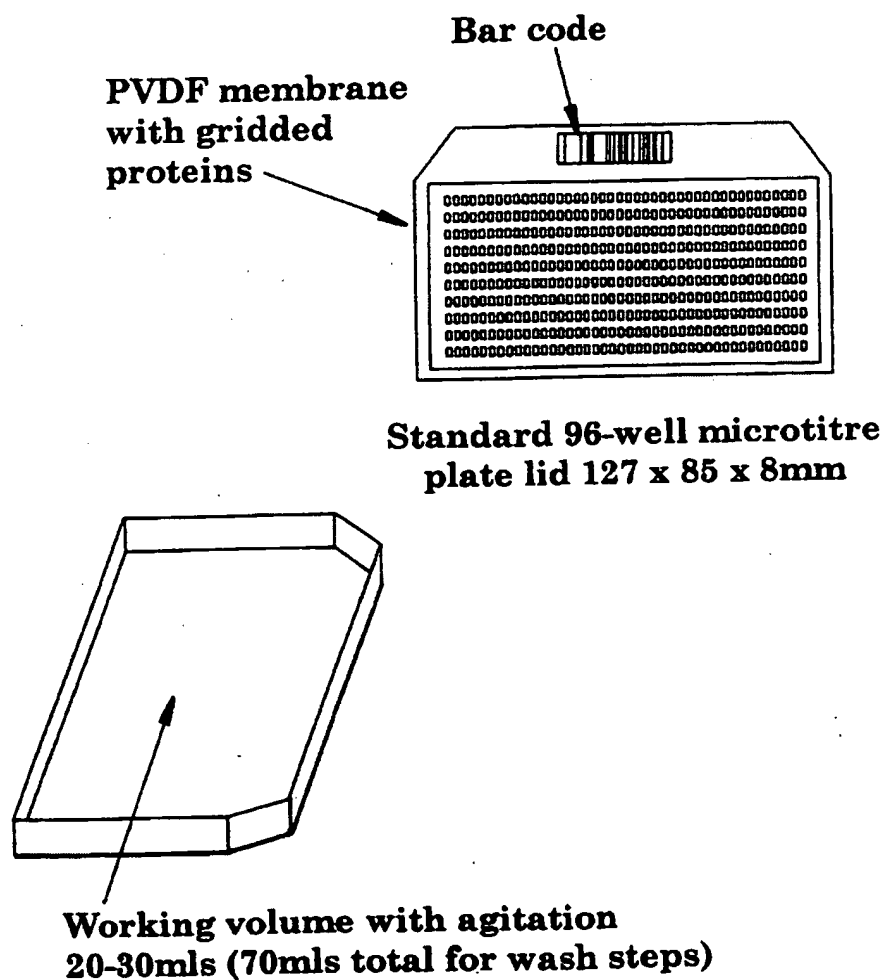 Bar code
PVDF membrane
with gridded
proteins
Standard 96-well microtitre
plate lid 127 x 85 x 8mm
Working volume with agitation
20-30mls (70mls total for wash steps)